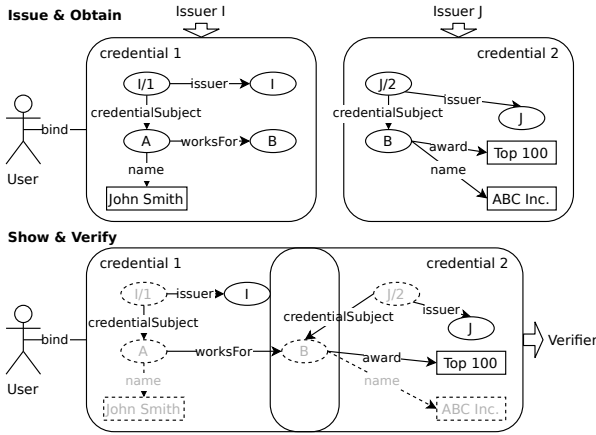 Issue & Obtain
Issuer I
Issuer J
credential 1
credential 2
I/1
issuer
I
J/2
issuer
J
credentialSubject
credentialSubject
bind
A
worksFor
B
B
award
Top 100
name
name
User
John Smith
ABC Inc.
Show & Verify
credential 1
credential 2
I/1
issuer
I
J/2
issuer
J
credentialSubject
credentialSubject
bind
A
worksFor
B
award
Top 100
Verifier
name
name
User
John Smith
ABC Inc.